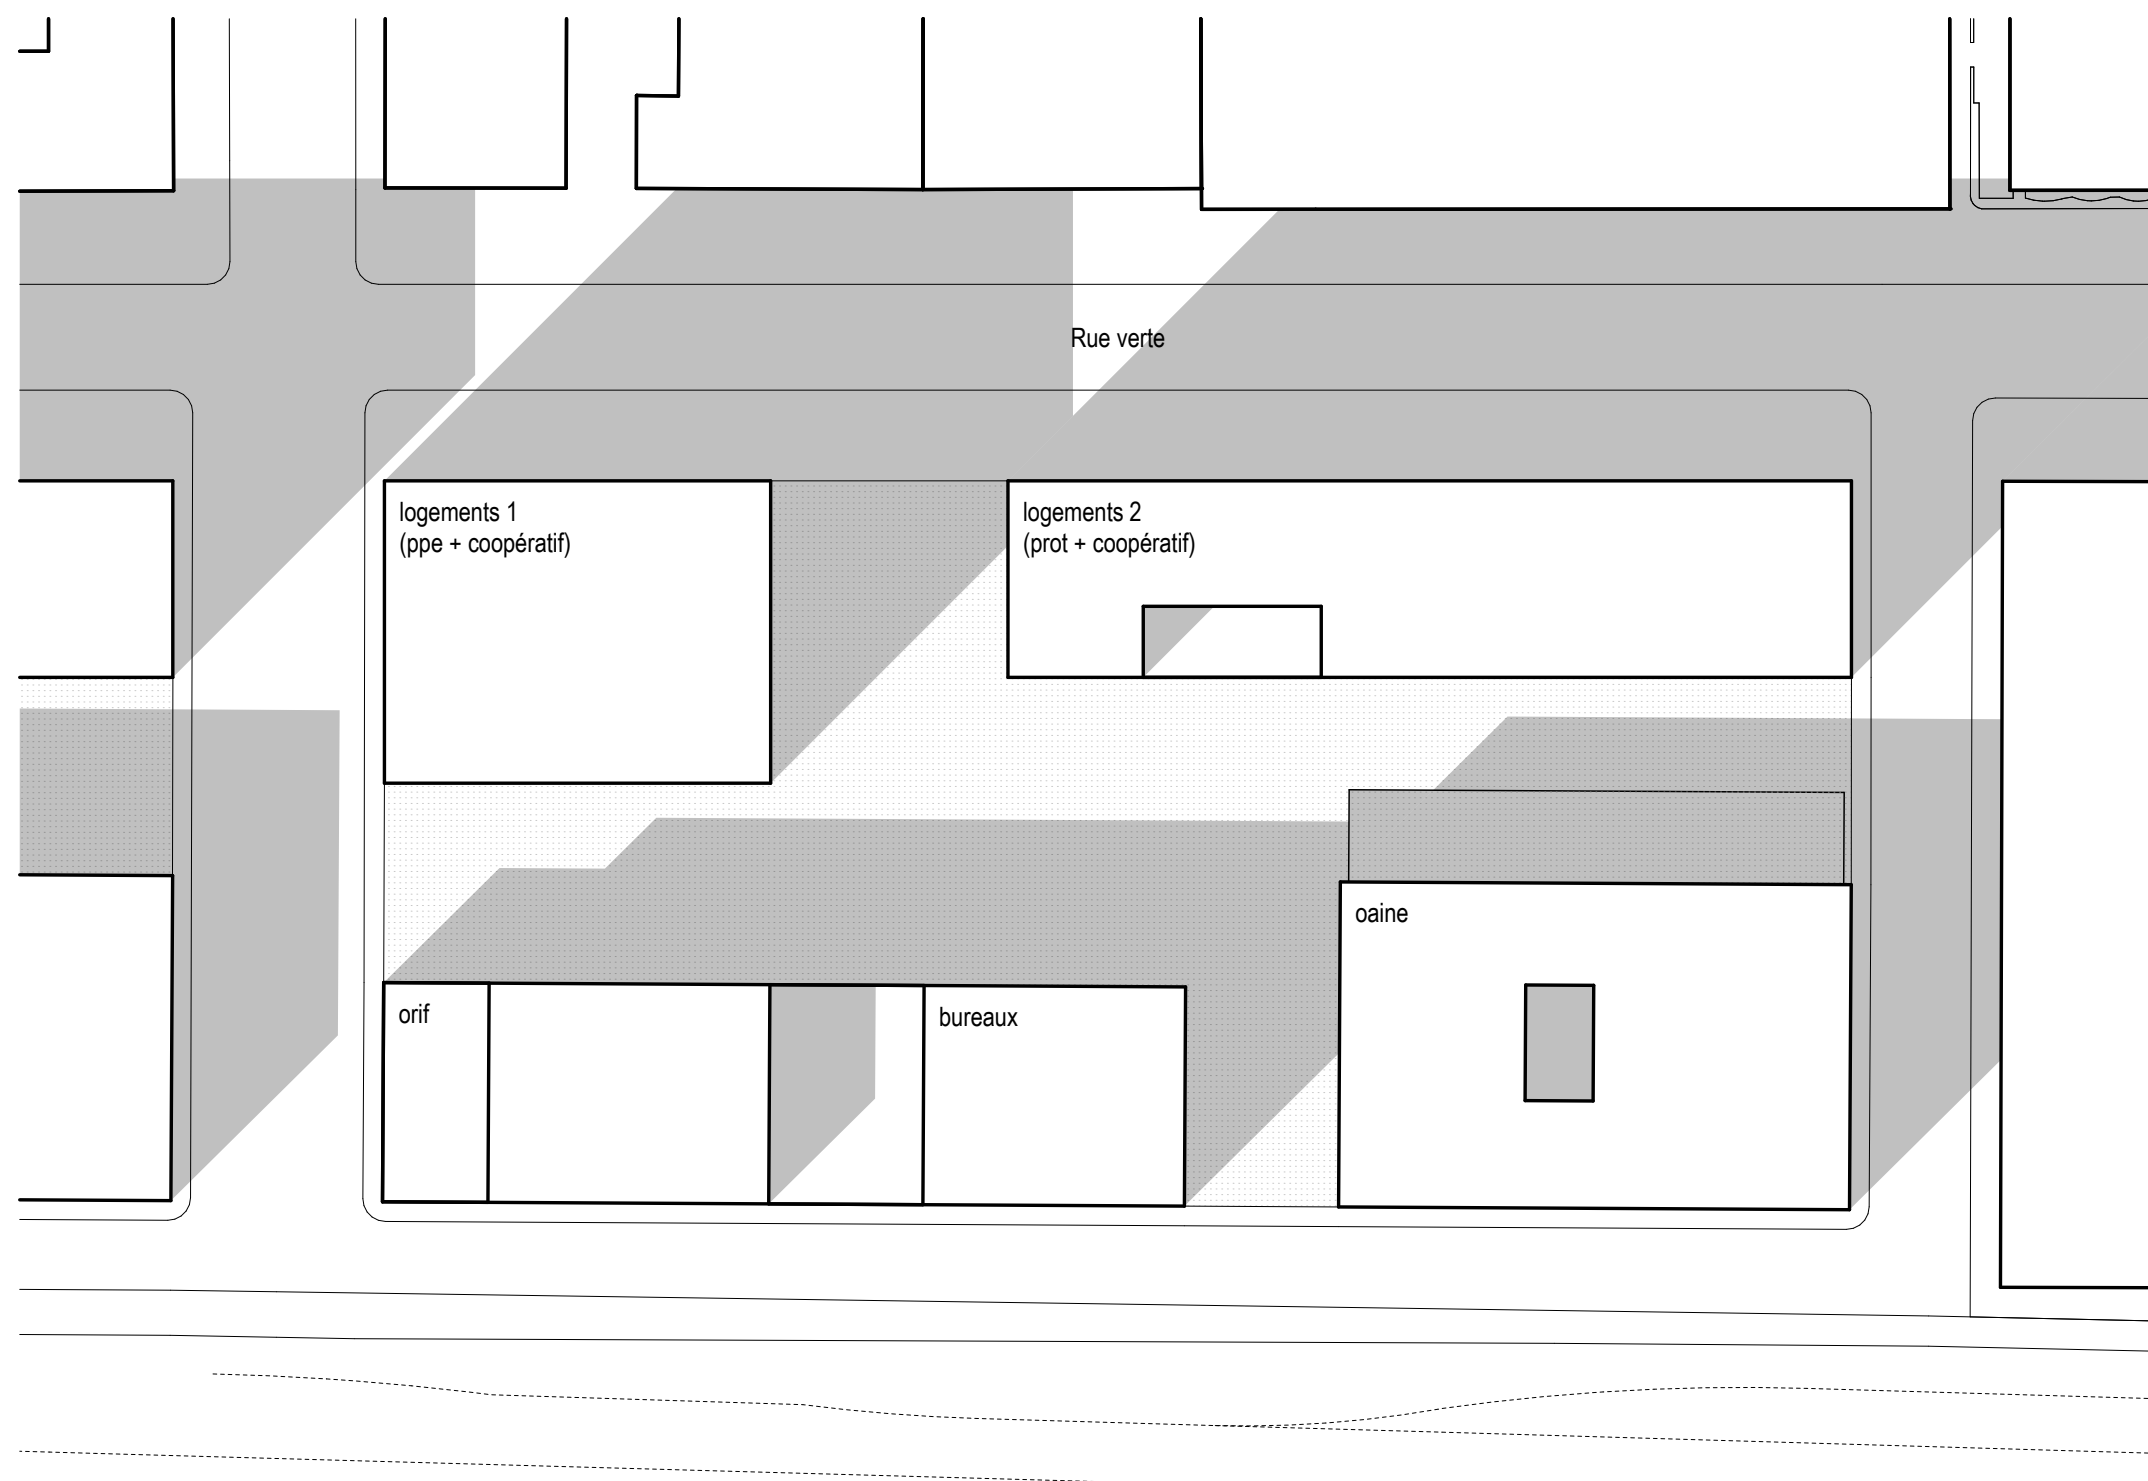 Rue verte
logements 1
(ppe + coopératif)
logements 2
(prot + coopératif)
oaine
orif
bureaux